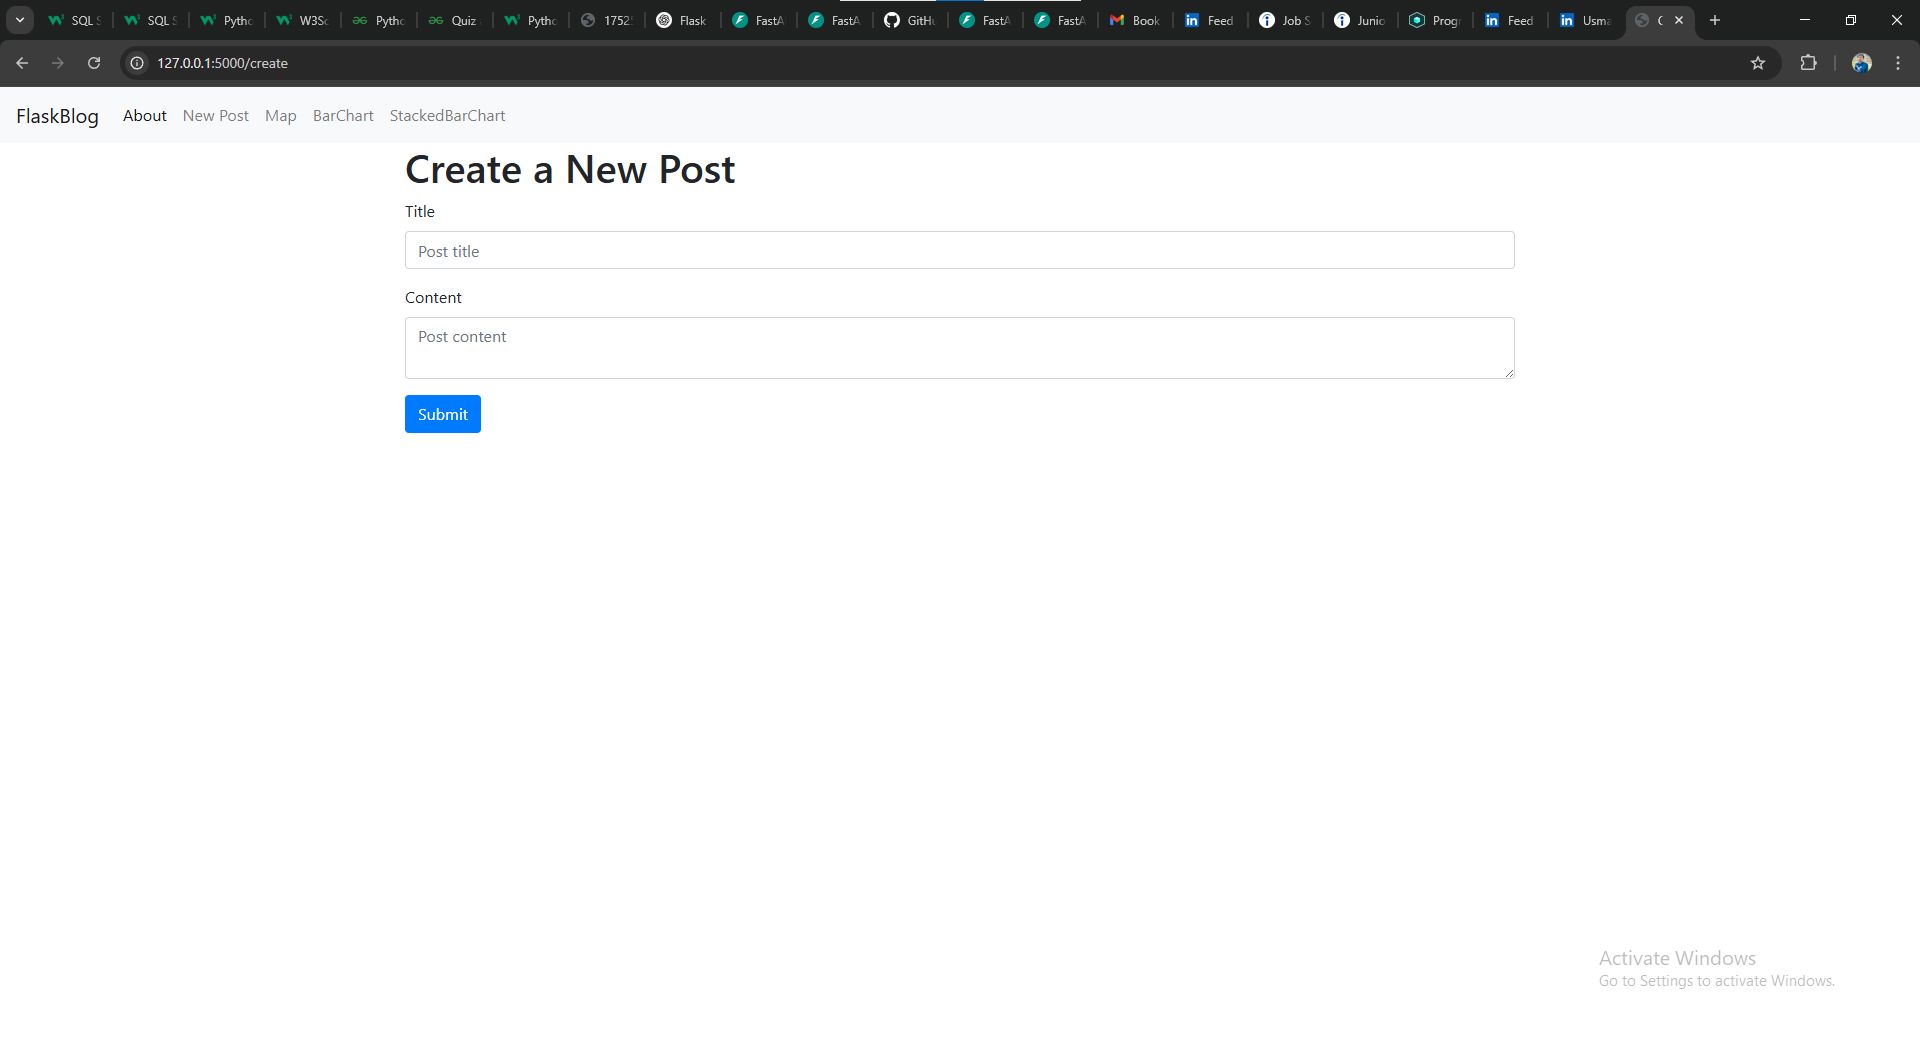 SQL S
SQL S
Pytho
W3Sc
Pytho
Quiz
Pytho
1752
Flask
FastA
FastA
GitHu
FastA
FastA
Book
Feed
Job S
Junio
Progr
Feed
Usma
127.0.0.1:5000/create
FlaskBlog About New Post Map BarChart StackedBarChart
Create a New Post
Title
Post title
Content
Post content
Submit
Activate Windows
Go to Settings to activate Windows.